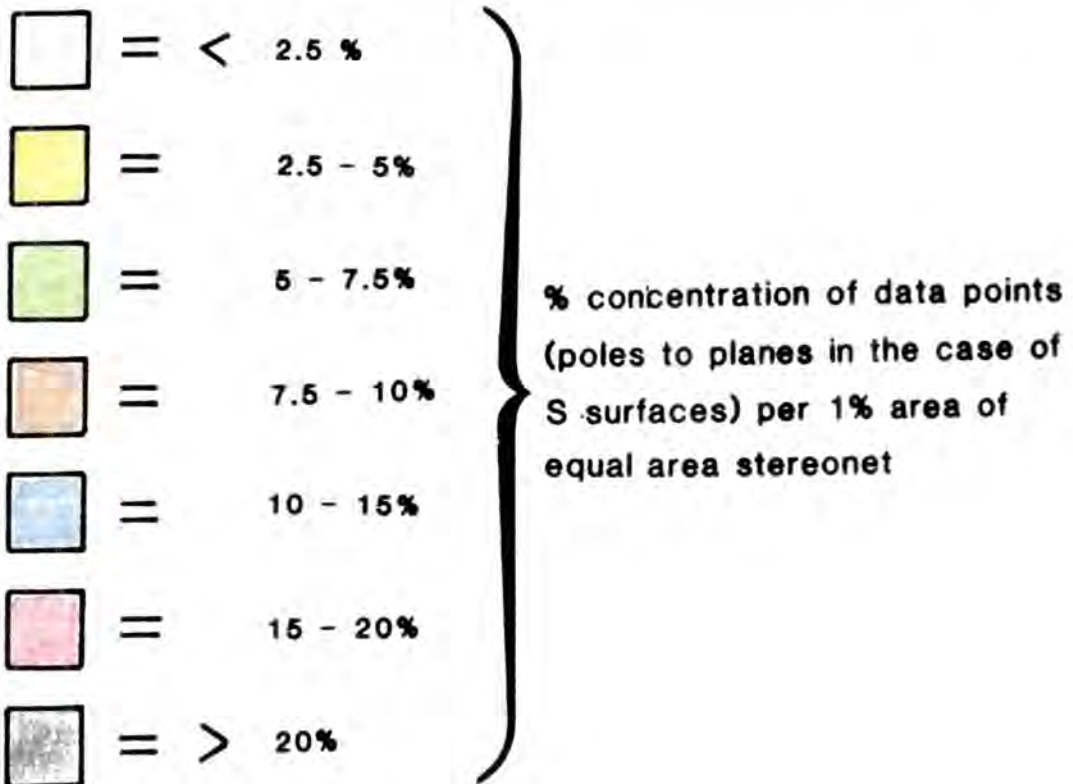 = < 2.5 %
= 2.5 - 5%
= 5 - 7.5%
= 7.5 - 10%
= 10 - 15%
= 15 - 20%
= > 20%
% concentration of data points
(poles to planes in the case of
S surfaces) per 1% area of
equal area stereonet